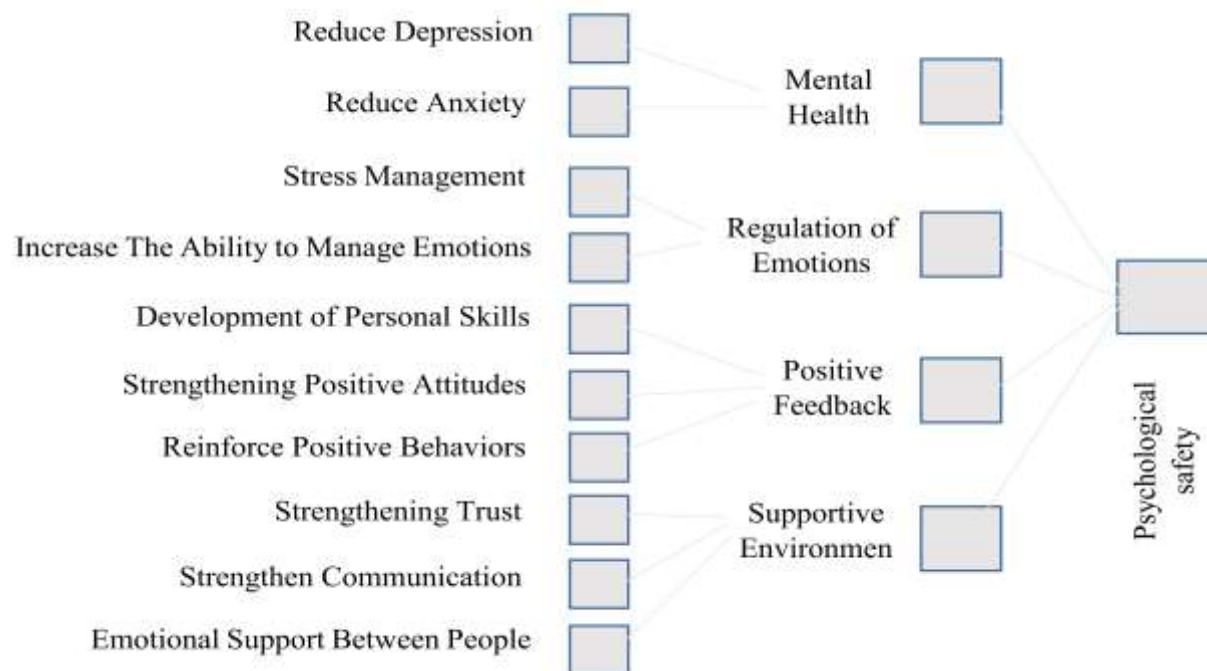 Reduce Depression
Reduce Anxiety
Stress Management
Increase The Ability to Manage Emotions
Development of Personal Skills
Strengthening Positive Attitudes
Reinforce Positive Behaviors
Strengthening Trust
Strengthen Communication
Emotional Support Between People
Mental
Health
Regulation of
Emotions
Positive
Feedback
Supportive
Environmen
Psychological
safety